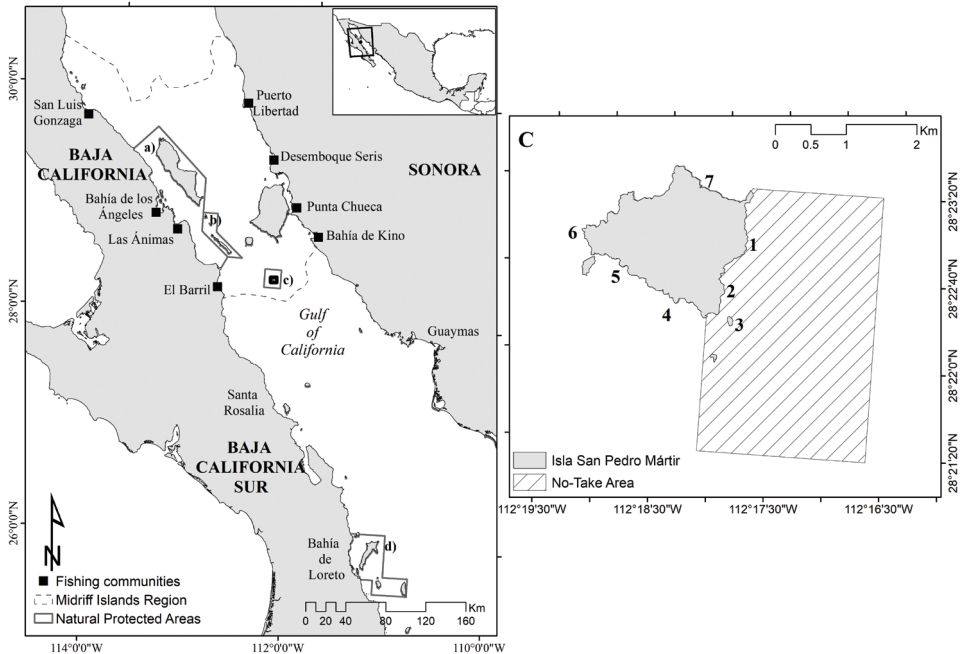 30°0'0"N
28°0'0"N
26°0'0"N
San Luis
Gonzaga
Puerto
Libertad
a)
BAJA
CALIFORNIA
Desemboque Seris
SONORA
Bahía de los
Ángeles
b)
Punta Chueca
Las Ánimas
Bahía de Kino
El Barril
c)
Gulf
of
California
Guaymas
Santa
Rosalia
BAJA
CALIFORNIA
SUR
Bahía
de
Loreto
d)
N
Fishing communities
Midriff Islands Region
Natural Protected Areas
Km
0 20 40 80 120 160
114°0'0"W 112°0'0"W 110°0'0"W
C
Km
0 0.5 1 2
7
6
1
5
2
4
3
28°23'20"N
28°22'40"N
28°22'0"N
28°21'20"N
Isla San Pedro Mártir
No-Take Area
112°19'30"W 112°18'30"W 112°17'30"W 112°16'30"W